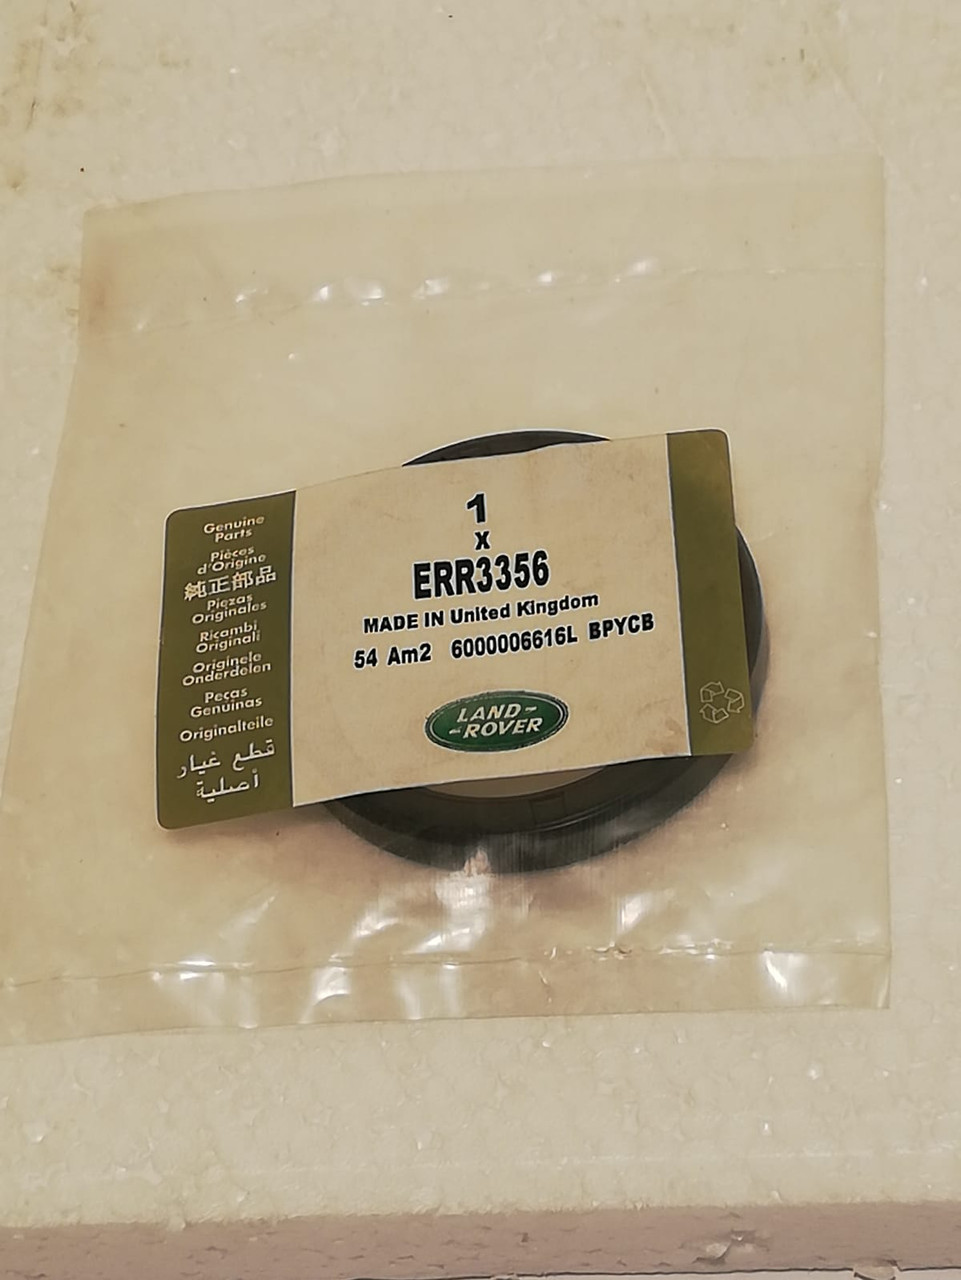 Genuine
Parts
Pièces
d'Origine
純正部品
Piezas
Originales
Ricambi
Originali
Originele
Onderdelen
Peças
Genuinas
Originalteile
قطع غيار
أصلية
1
x
ERR3356
MADE IN United Kingdom
54 Am2 6000006616L BPYCB
LAND-
-ROVER